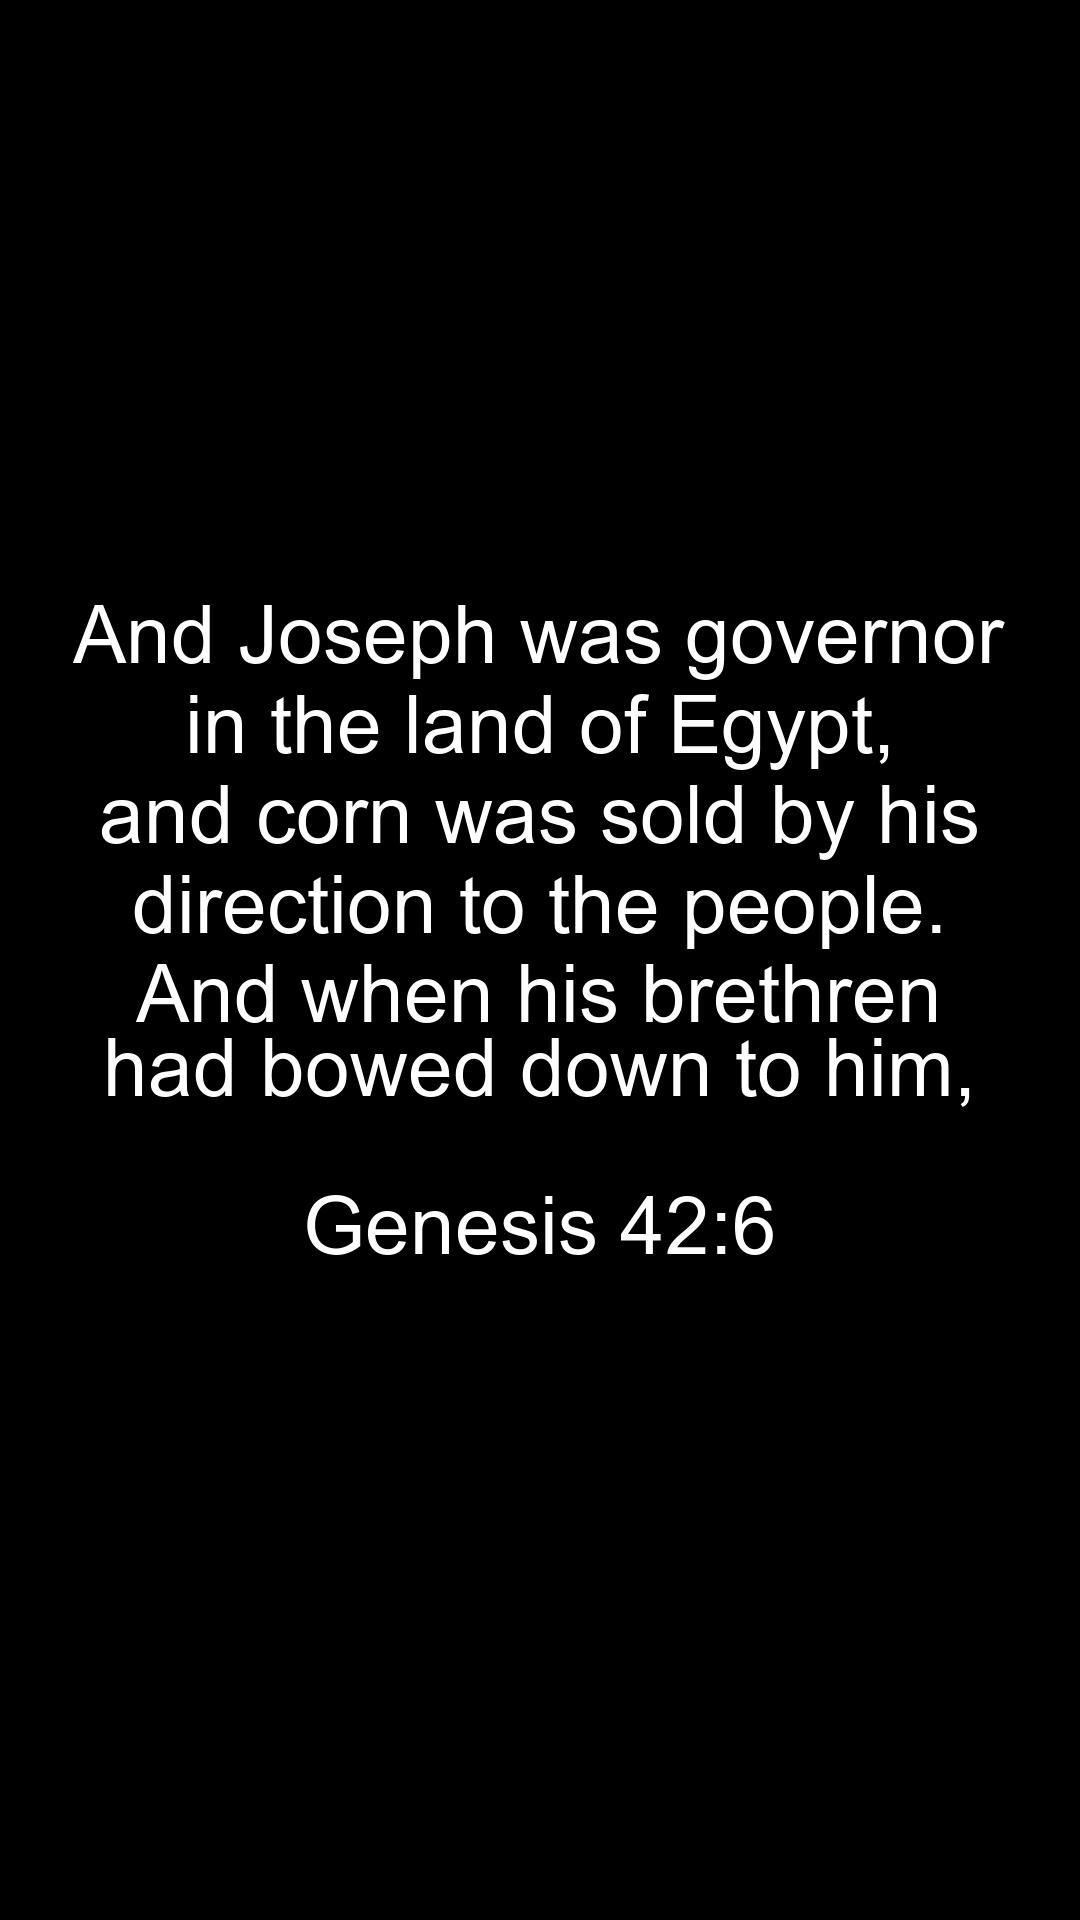 And Joseph was governor
in the land of Egypt,
and corn was sold by his
direction to the people.
And when his brethren
had bowed down to him,
Genesis 42:6